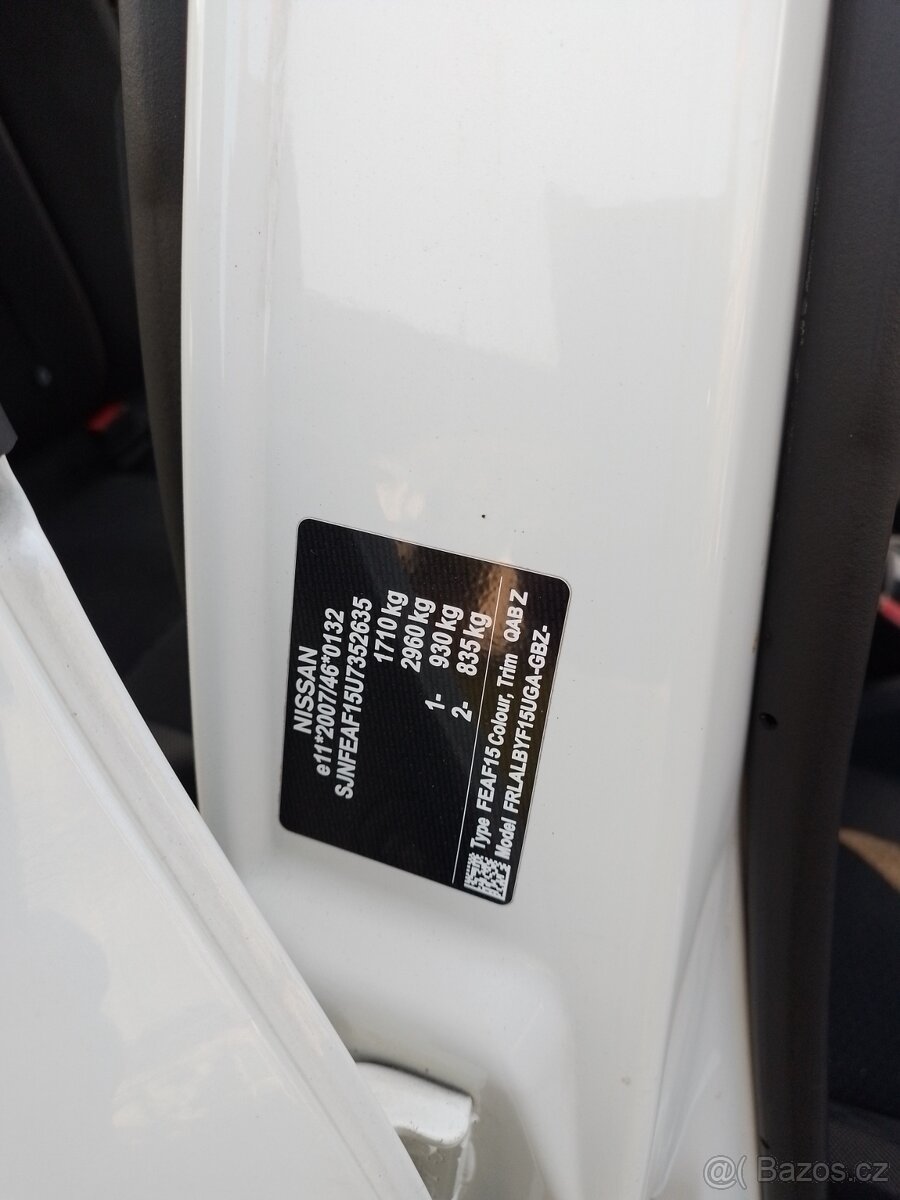 NISSAN
e11*2007/46*0132
SJNFEAF15U7352635
1710 kg
2960 kg
1- 930 kg
2- 835 kg
Type FEAF15 Colour, Trim QAB Z
Model FRLALBYF15UGA-GBZ-
@( Bazos.cz